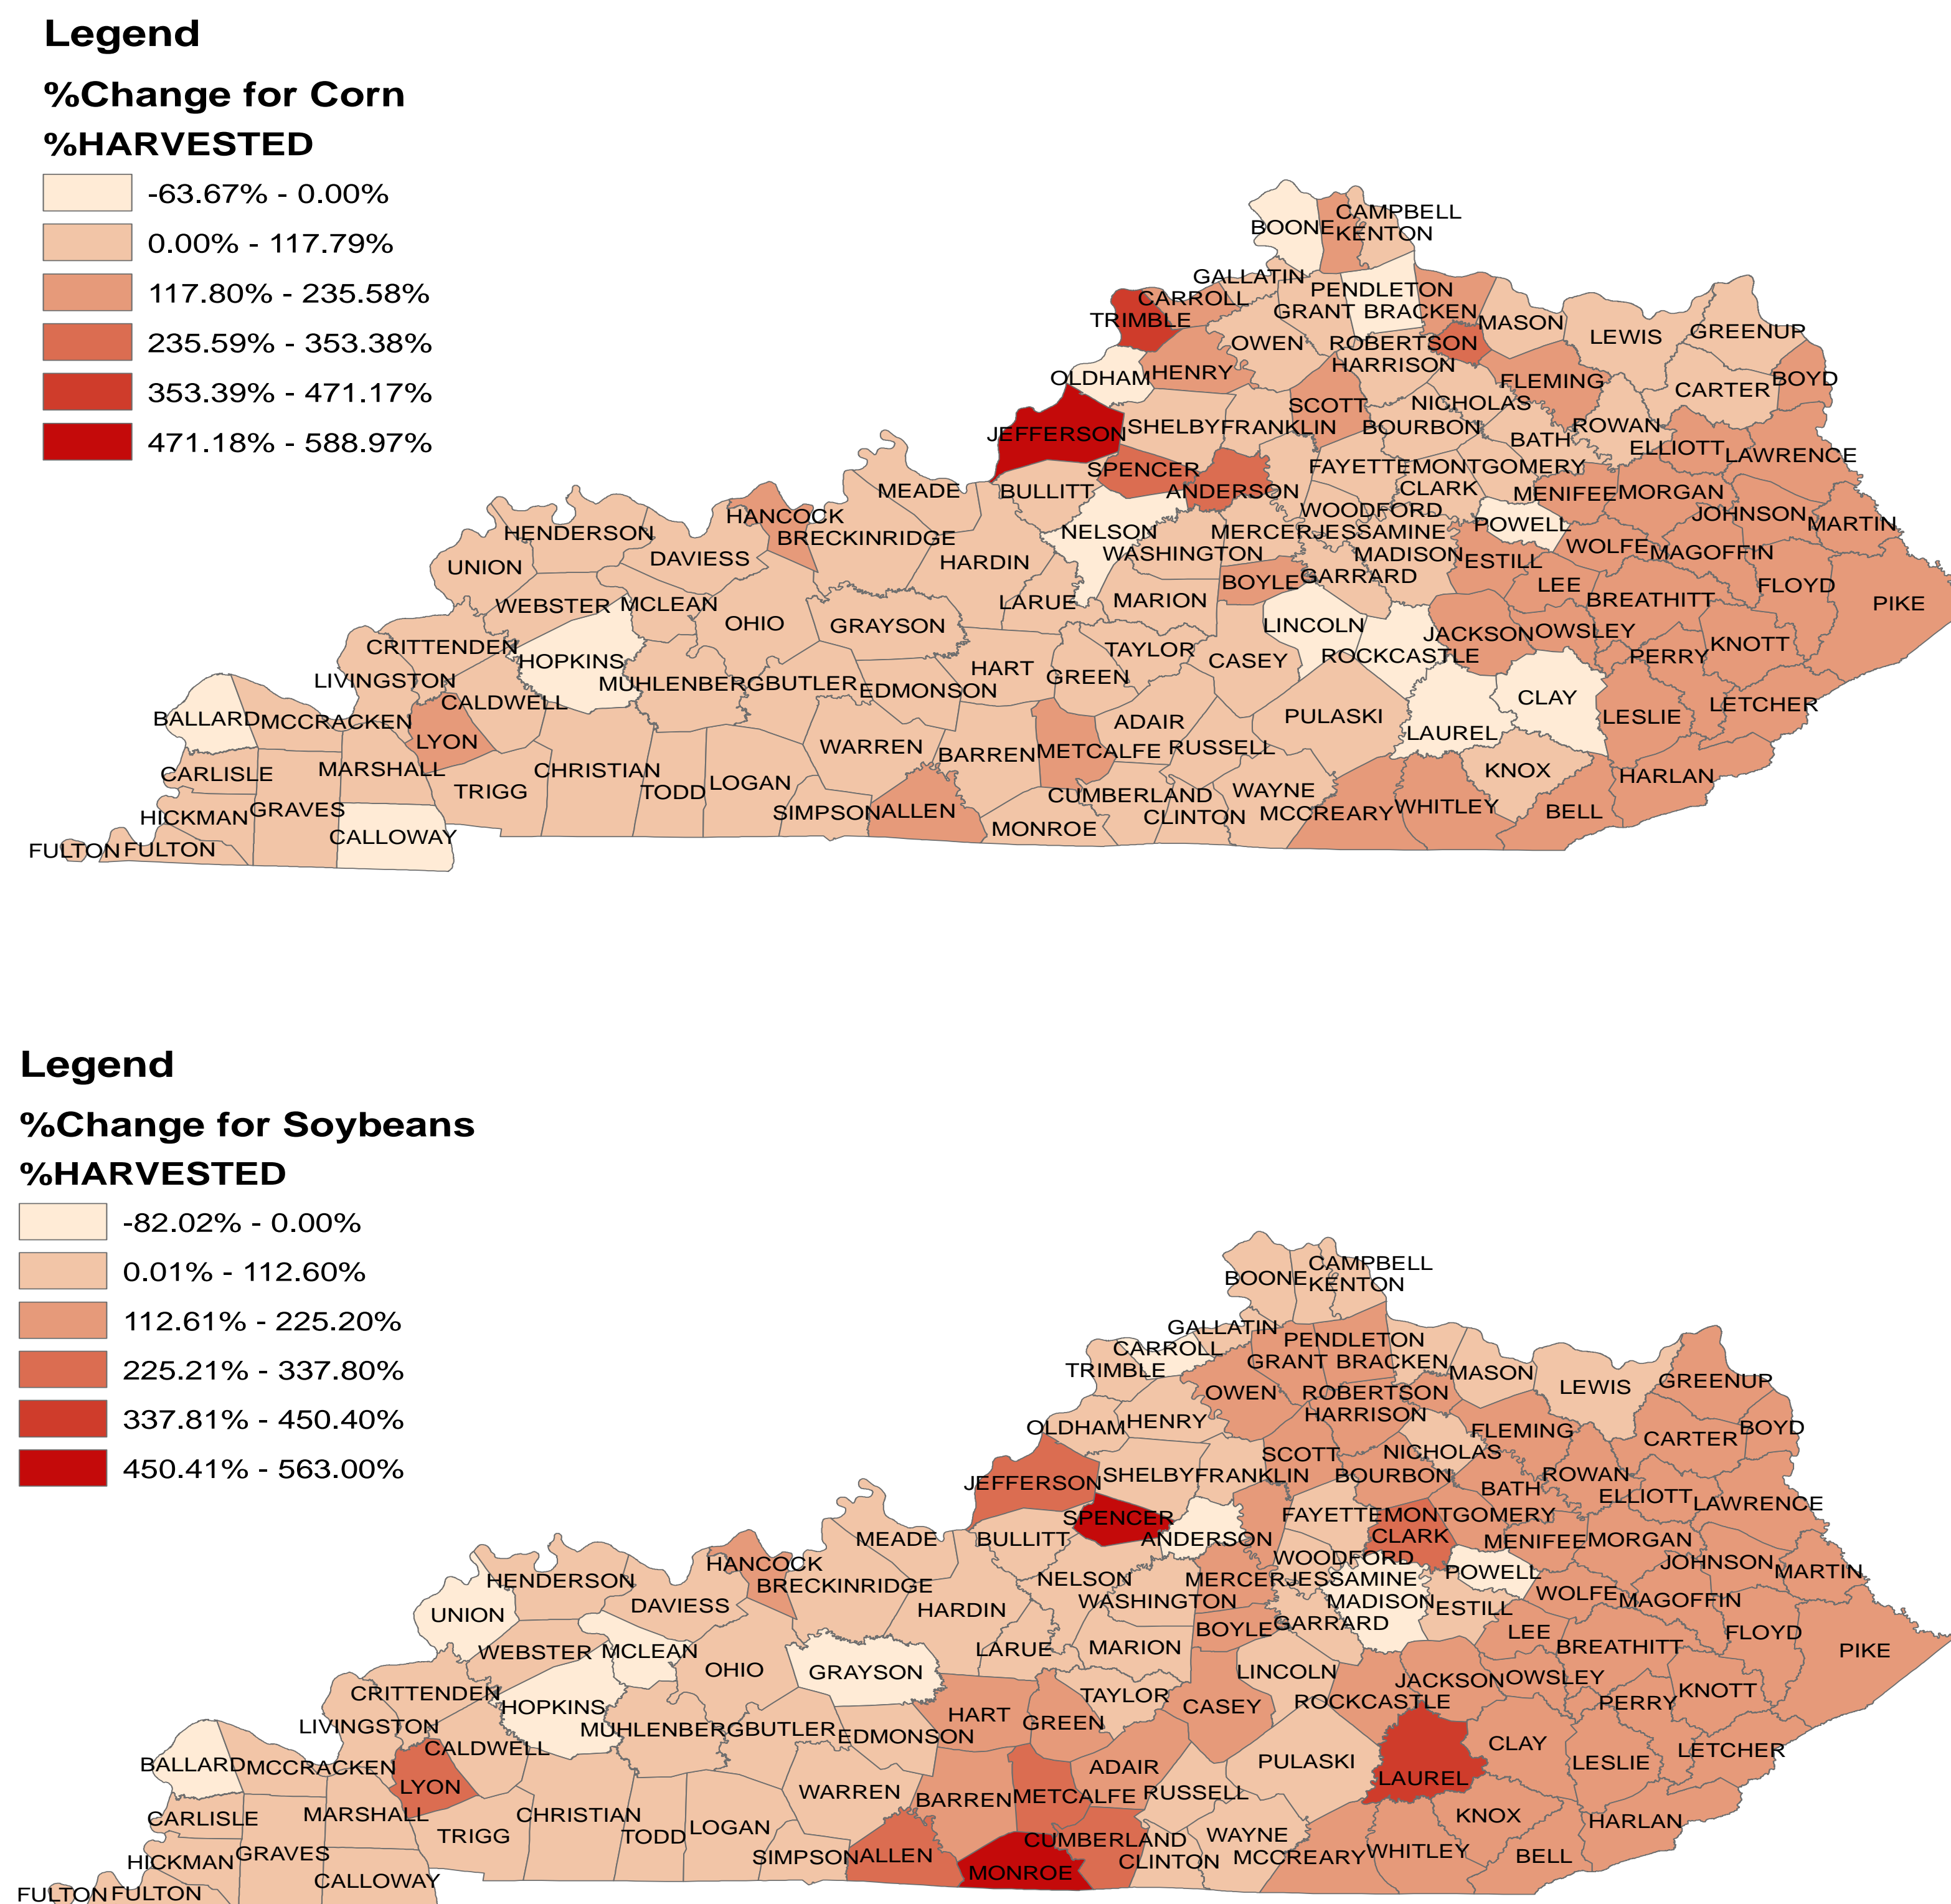 Legend
%Change for Corn
%HARVESTED
-63.67% - 0.00%
0.00% - 117.79%
117.80% - 235.58%
235.59% - 353.38%
353.39% - 471.17%
471.18% - 588.97%
CAMPBELL
BOONE KENTON
GALLATIN
CARROLL PENDLETON
TRIMBLE GRANT BRACKEN MASON
OWEN ROBERTSON LEWIS GREENUP
OLDHAM HENRY HARRISON FLEMING CARTER BOYD
SCOTT NICHOLAS
JEFFERSON SHELBY FRANKLIN BOURBON BATH ROWAN
ELLIOTT LAWRENCE
SPENCER FAYETTE MONTGOMERY
MEADE BULLITT ANDERSON CLARK MENIFEE MORGAN
HANCOCK WOODFORD JOHNSON
HENDERSON BRECKINRIDGE NELSON MERCER JESSAMINE POWELL MARTIN
UNION DAVIESS HARDIN WASHINGTON MADISON ESTILL WOLFE MAGOFFIN
BOYLE GARRARD LEE FLOYD
WEBSTER MCLEAN LARUE MARION BREATHITT PIKE
OHIO GRAYSON LINCOLN JACKSON OWSLEY
CRITTENDEN HOPKINS HART TAYLOR CASEY ROCKCASTLE PERRY KNOTT
LIVINGSTON MUHLENBERG BUTLER EDMONSON GREEN
CALDWELL CLAY LETCHER
BALLARD MCCRACKEN ADAIR PULASKI LESLIE
LYON WARREN BARREN METCALFE RUSSELL LAUREL
CARLISLE MARSHALL CHRISTIAN KNOX HARLAN
TRIGG TODD LOGAN CUMBERLAND WAYNE
HICKMAN GRAVES SIMPSON ALLEN CLINTON MCCREARY WHITLEY BELL
CALLOWAY MONROE
FULTON FULTON
Legend
%Change for Soybeans
%HARVESTED
-82.02% - 0.00%
0.01% - 112.60%
112.61% - 225.20%
225.21% - 337.80%
337.81% - 450.40%
450.41% - 563.00%
CAMPBELL
BOONE KENTON
GALLATIN
CARROLL PENDLETON
TRIMBLE GRANT BRACKEN MASON
OWEN ROBERTSON LEWIS GREENUP
OLDHAM HENRY HARRISON FLEMING CARTER BOYD
SCOTT NICHOLAS
JEFFERSON SHELBY FRANKLIN BOURBON BATH ROWAN
ELLIOTT LAWRENCE
SPENCER FAYETTE MONTGOMERY
MEADE BULLITT ANDERSON CLARK MENIFEE MORGAN
HANCOCK WOODFORD JOHNSON
HENDERSON BRECKINRIDGE NELSON MERCER JESSAMINE POWELL MARTIN
UNION DAVIESS HARDIN WASHINGTON MADISON ESTILL WOLFE MAGOFFIN
BOYLE GARRARD LEE FLOYD
WEBSTER MCLEAN LARUE MARION BREATHITT PIKE
OHIO GRAYSON LINCOLN JACKSON OWSLEY
CRITTENDEN HOPKINS HART TAYLOR CASEY ROCKCASTLE PERRY KNOTT
LIVINGSTON MUHLENBERG BUTLER EDMONSON GREEN
CALDWELL CLAY LETCHER
BALLARD MCCRACKEN ADAIR PULASKI LESLIE
LYON WARREN BARREN METCALFE RUSSELL LAUREL
CARLISLE MARSHALL CHRISTIAN KNOX HARLAN
TRIGG TODD LOGAN CUMBERLAND WAYNE
HICKMAN GRAVES SIMPSON ALLEN CLINTON MCCREARY WHITLEY BELL
CALLOWAY MONROE
FULTON FULTON